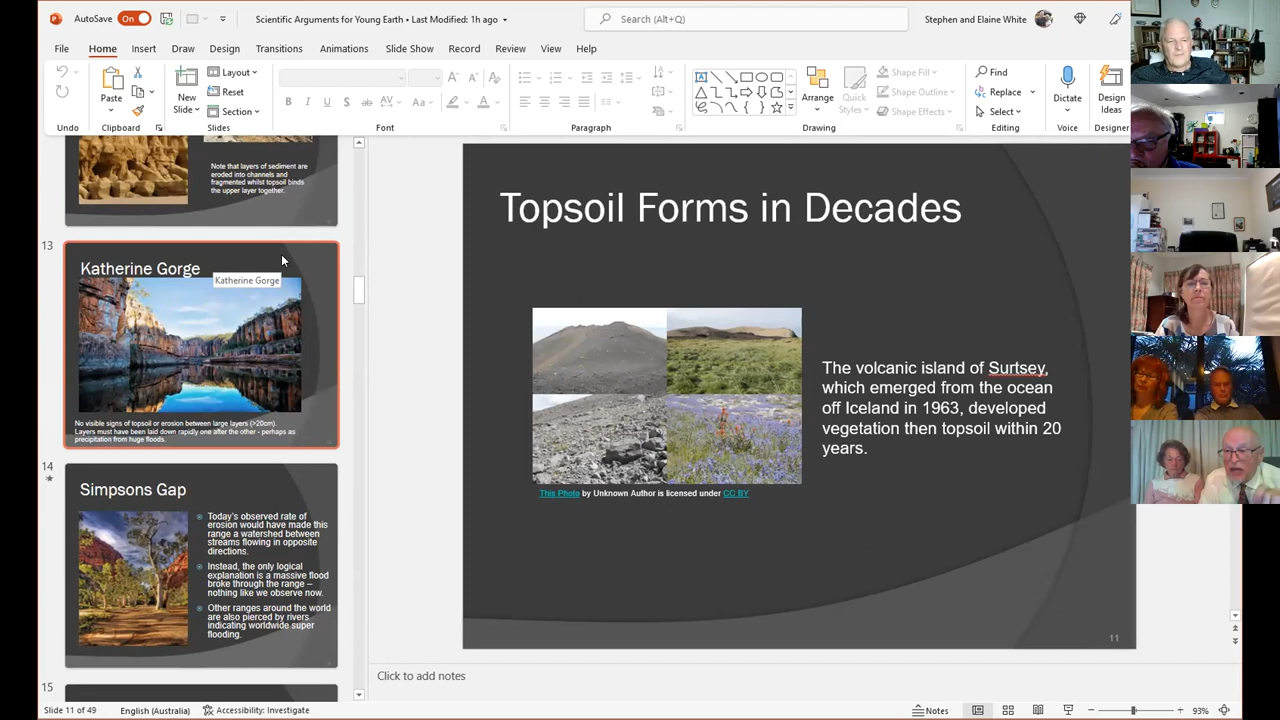 AutoSave On
Scientific Arguments for Young Earth • Last Modified: 1h ago
Search (Alt+Q)
Stephen and Elaine White
File Home Insert Draw Design Transitions Animations Slide Show Record Review View Help
Paste
New
Slide
Layout
Reset
Section
B I U S ab AV Aa A
Arrange
Quick
Styles
Shape Fill
Shape Outline
Shape Effects
Find
Replace
Select
Dictate
Design
Ideas
Undo Clipboard Slides Font Paragraph Drawing Editing Voice Designer
Note that layers of sediment are
eroded into channels and
fragmented whilst topsoil binds
the upper layer together.
13
Katherine Gorge
Katherine Gorge
No visible signs of topsoil or erosion between large layers (>20cm).
Layers must have been laid down rapidly one after the other - perhaps as
precipitation from huge floods.
14
Simpsons Gap
Today's observed rate of
erosion would have made this
range a watershed between
streams flowing in opposite
directions.
Instead, the only logical
explanation is a massive flood
broke through the range –
nothing like we observe now.
Other ranges around the world
are also pierced by rivers
indicating worldwide super
flooding.
15
Topsoil Forms in Decades
The volcanic island of Surtsey,
which emerged from the ocean
off Iceland in 1963, developed
vegetation then topsoil within 20
years.
This Photo by Unknown Author is licensed under CC BY
11
Click to add notes
Slide 11 of 49 English (Australia) Accessibility: Investigate Notes 93%